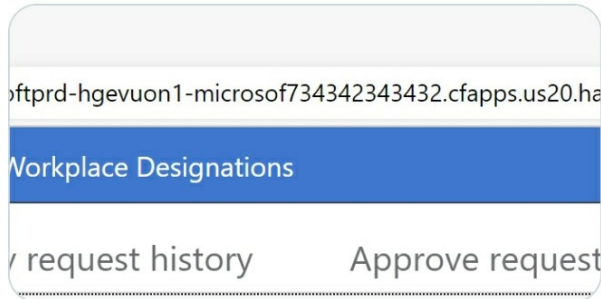 oftprd-hgevuon1-microsof734342343432.cfapps.us20.ha
Workplace Designations
y request history Approve request